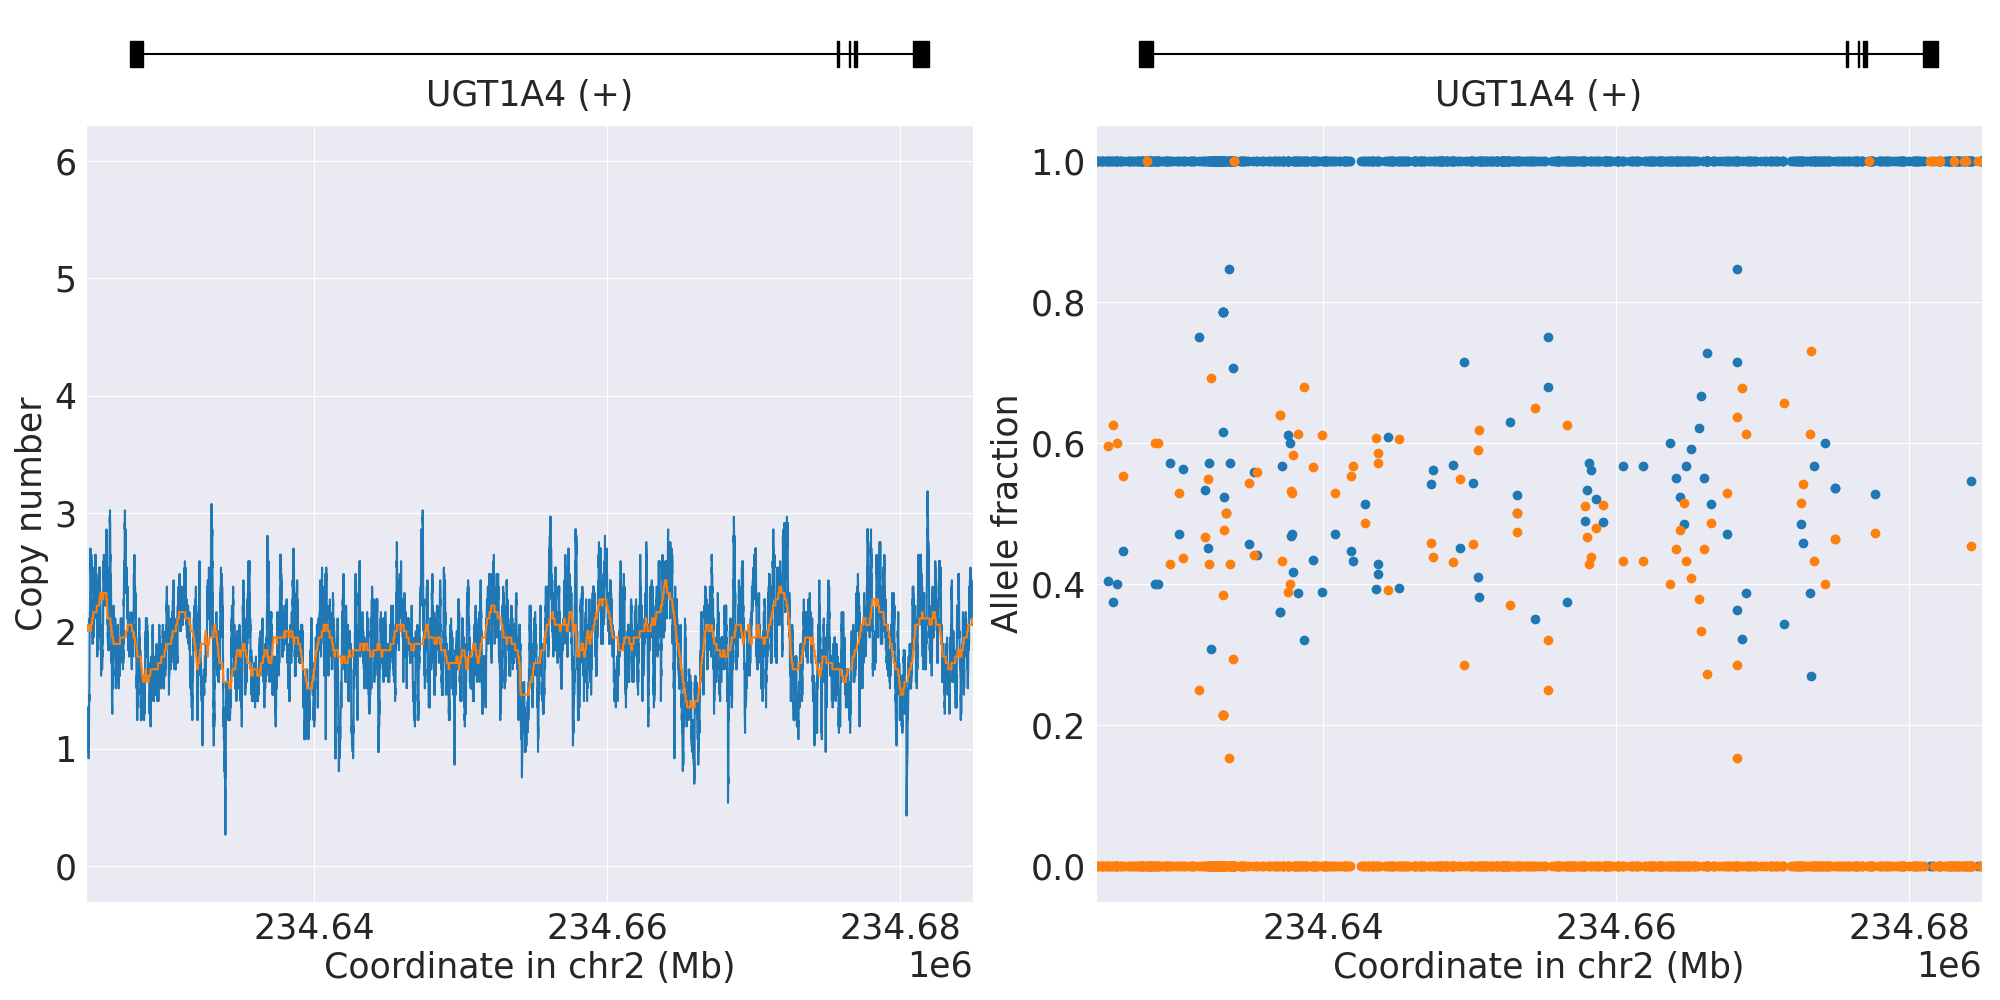 UGT1A4 (+)
6
5
4
3
2
1
0
Copy number
234.64 234.66 234.68
1e6
Coordinate in chr2 (Mb)
UGT1A4 (+)
1.0
0.8
0.6
0.4
0.2
0.0
Allele fraction
234.64 234.66 234.68
1e6
Coordinate in chr2 (Mb)